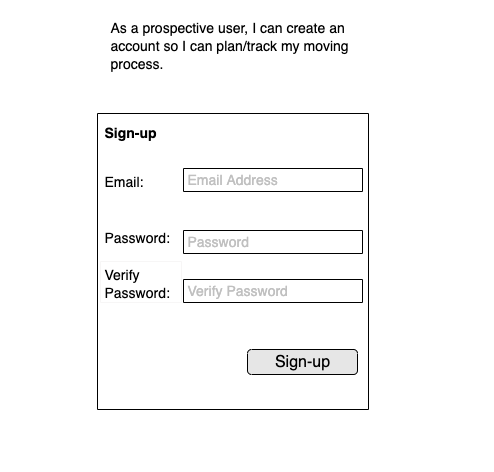 As a prospective user, I can create an
account so I can plan/track my moving
process.
Sign-up
Email:
Email Address
Password:
Password
Verify
Password:
Verify Password
Sign-up